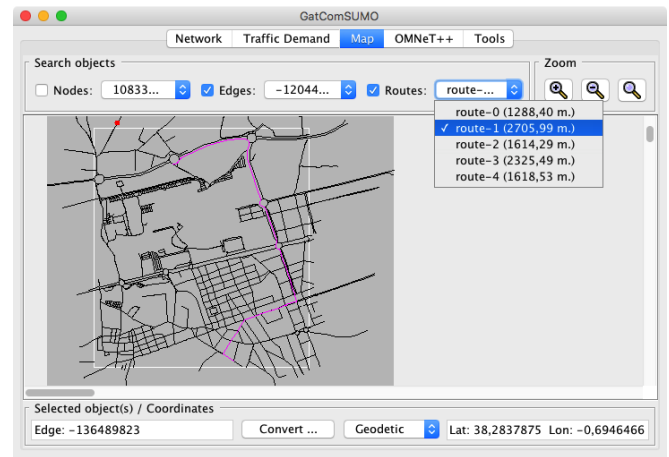 GatComSUMO
Network Traffic Demand Map OMNeT++ Tools
Search objects
Zoom
Nodes: 10833... Edges: -12044... Routes: route-...
route-0 (1288,40 m.)
✓ route-1 (2705,99 m.)
route-2 (1614,29 m.)
route-3 (2325,49 m.)
route-4 (1618,53 m.)
Selected object(s) / Coordinates
Edge: -136489823 Convert ... Geodetic Lat: 38,2837875 Lon: -0,6946466